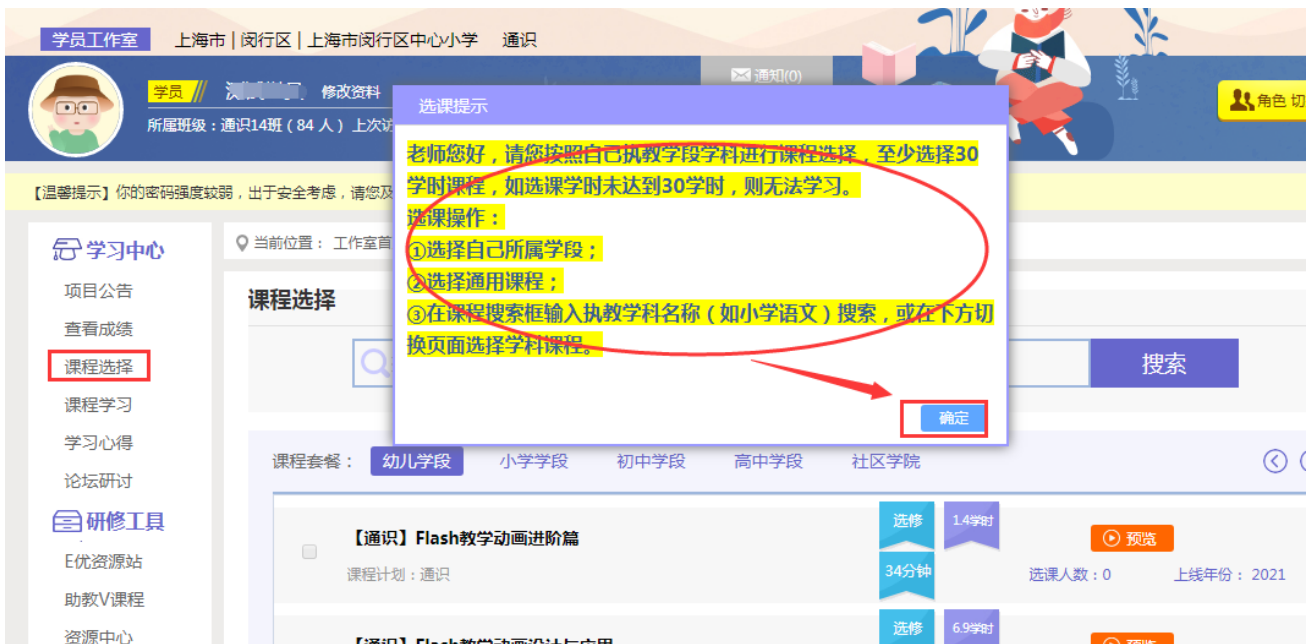 学员工作室 上海市 | 闵行区 | 上海市闵行区中心小学 通识
通知(0)
学员 修改资料
角色 切
所属班级：通识14班（84 人） 上次访
选课提示
老师您好，请您按照自己执教学段学科进行课程选择，至少选择30
学时课程，如选课学时未达到30学时，则无法学习。
选课操作：
①选择自己所属学段；
②选择通用课程；
③在课程搜索框输入执教学科名称（如小学语文）搜索，或在下方切
换页面选择学科课程。
确定
【温馨提示】你的密码强度较弱，出于安全考虑，请您及
学习中心
项目公告
查看成绩
课程选择
课程学习
学习心得
论坛研讨
研修工具
E优资源站
助教V课程
资源中心
当前位置： 工作室首
课程选择
搜索
课程套餐： 幼儿学段 小学学段 初中学段 高中学段 社区学院
【通识】Flash教学动画进阶篇
课程计划：通识
选修 1.4学时
34分钟
预览
选课人数：0 上线年份： 2021
【通识】Flash教学动画设计与应用
选修 6.9学时
预览